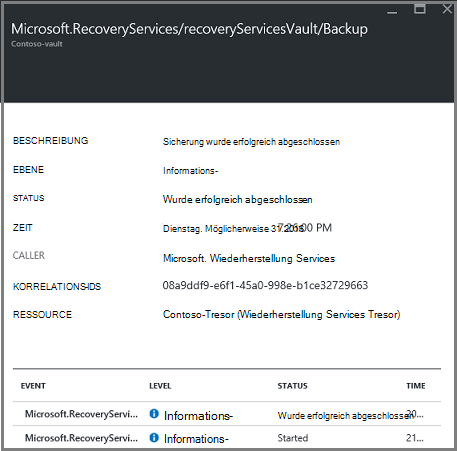 Microsoft.RecoveryServices/recoveryServicesVault/Backup
Contoso-vault
BESCHREIBUNG Sicherung wurde erfolgreich abgeschlossen
EBENE Informations-
STATUS Wurde erfolgreich abgeschlossen
ZEIT Dienstag. Möglicherweise 31 7:26:00 PM
CALLER Microsoft. Wiederherstellung Services
KORRELATIONS-IDS 08a9ddf9-e6f1-45a0-998e-b1ce32729663
RESSOURCE Contoso-Tresor (Wiederherstellung Services Tresor)
EVENT LEVEL STATUS TIME
Microsoft.RecoveryServi... Informations- Wurde erfolgreich abgeschlossen 20...
Microsoft.RecoveryServi... Informations- Started 21...